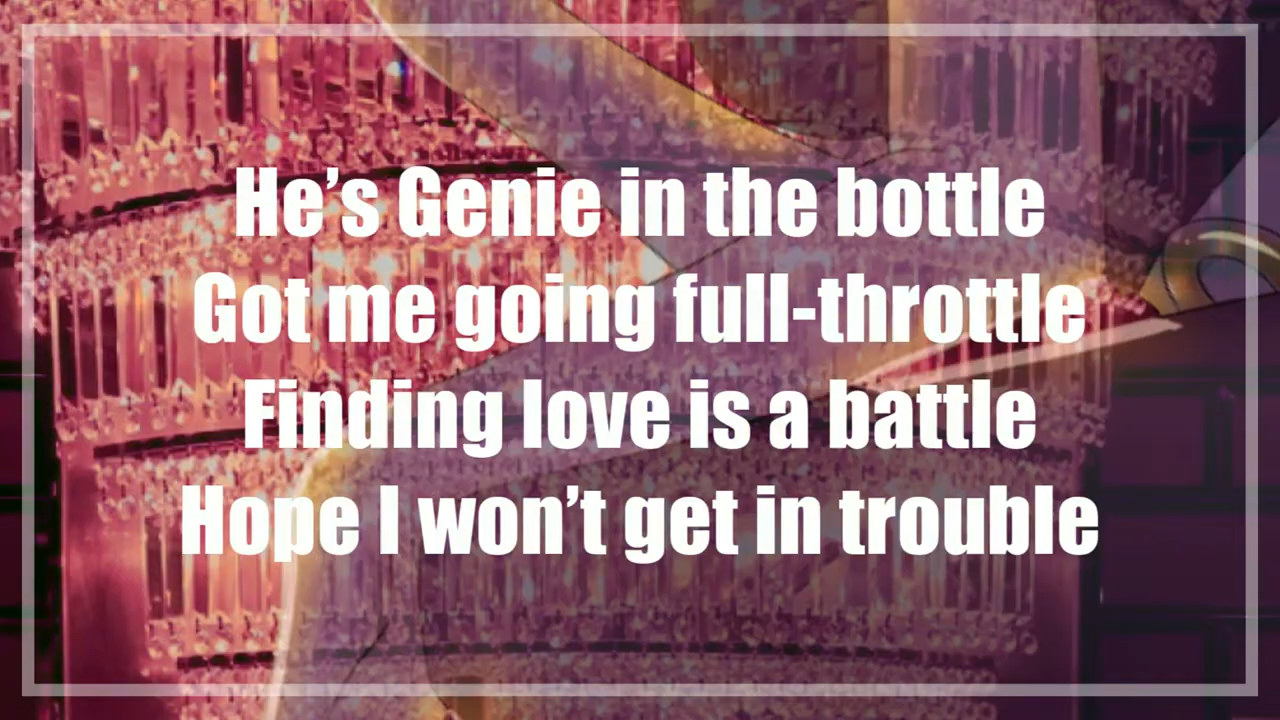 He’s Genie in the bottle
Got me going full-throttle
Finding love is a battle
Hope I won’t get in trouble